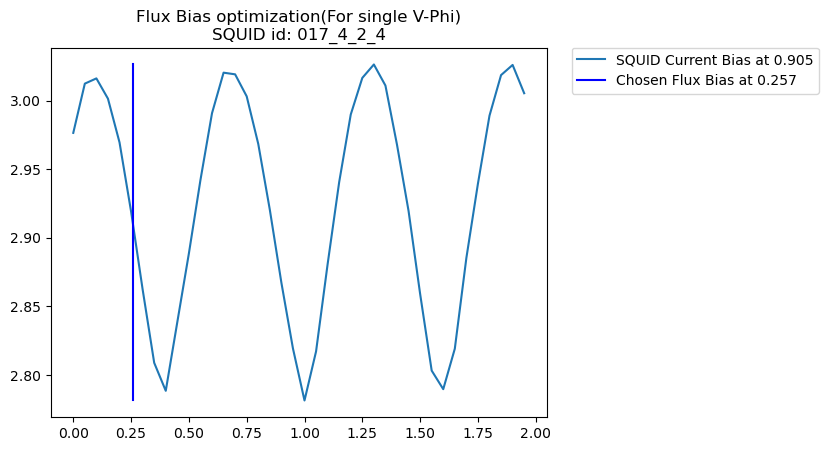 Flux Bias optimization(For single V-Phi)
SQUID id: 017_4_2_4
SQUID Current Bias at 0.905
Chosen Flux Bias at 0.257
3.00
2.95
2.90
2.85
2.80
0.00 0.25 0.50 0.75 1.00 1.25 1.50 1.75 2.00